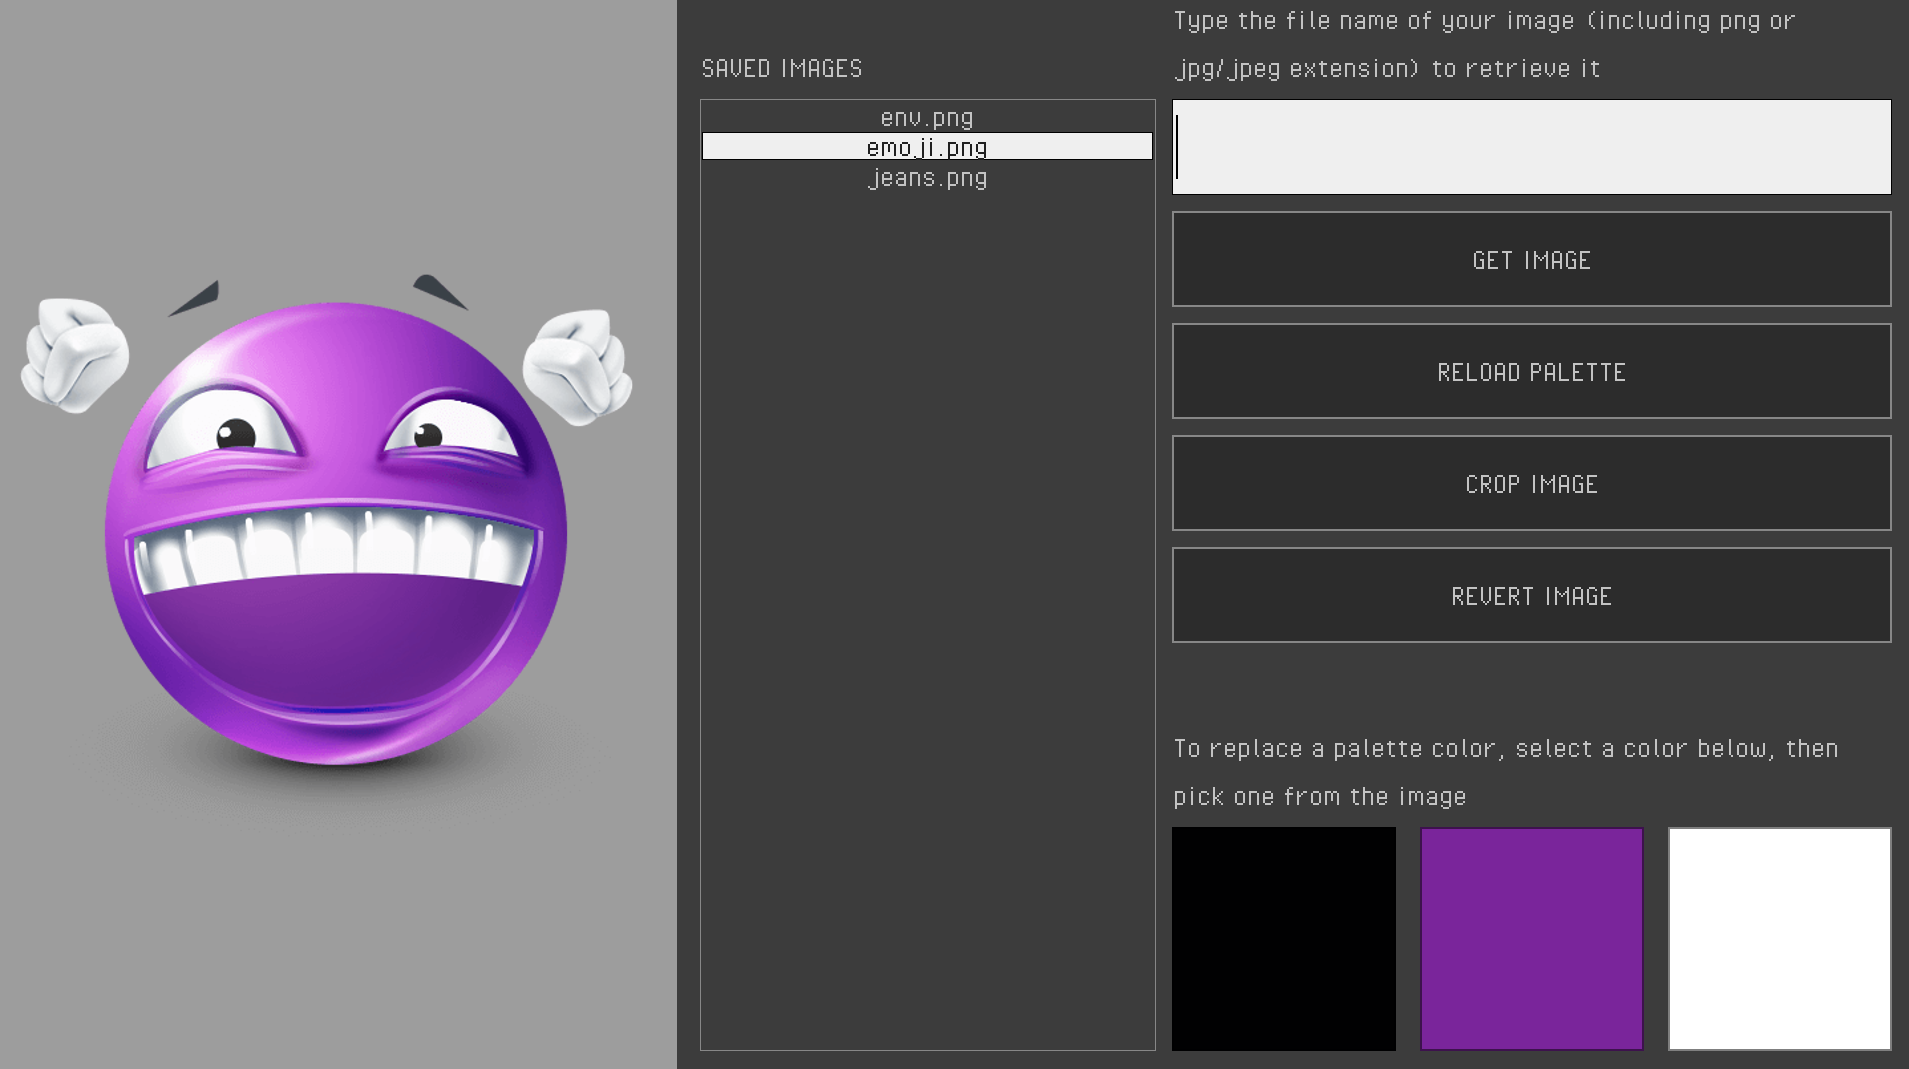 SAVED IMAGES
env.png
emoji.png
jeans.png
Type the file name of your image (including png or
jpg/jpeg extension) to retrieve it
GET IMAGE
RELOAD PALETTE
CROP IMAGE
REVERT IMAGE
To replace a palette color, select a color below, then
pick one from the image